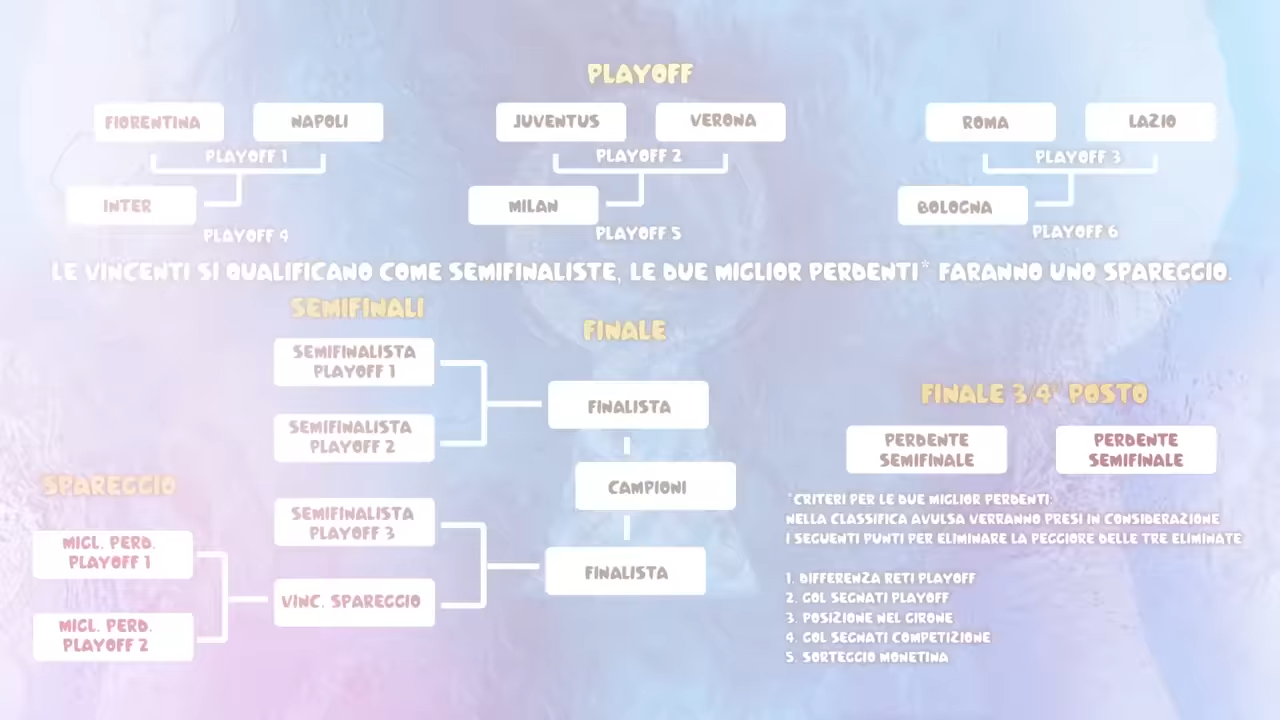 PLAYOFF
FIORENTINA
NAPOLI
JUVENTUS
VERONA
ROMA
LAZIO
PLAYOFF 1
PLAYOFF 2
PLAYOFF 3
INTER
MILAN
BOLOGNA
PLAYOFF 4
PLAYOFF 5
PLAYOFF 6
LE VINCENTI SI QUALIFICANO COME SEMIFINALISTE, LE DUE MIGLIOR PERDENTI* FARANNO UNO SPAREGGIO.
SEMIFINALI
SEMIFINALISTA
PLAYOFF 1
SEMIFINALISTA
PLAYOFF 2
SEMIFINALISTA
PLAYOFF 3
VINC. SPAREGGIO
SPAREGGIO
MIGL. PERD.
PLAYOFF 1
MIGL. PERD.
PLAYOFF 2
FINALE
FINALISTA
CAMPIONI
FINALISTA
FINALE 3/4° POSTO
PERDENTE
SEMIFINALE
PERDENTE
SEMIFINALE
*CRITERI PER LE DUE MIGLIOR PERDENTI:
NELLA CLASSIFICA AVULSA VERRANNO PRESI IN CONSIDERAZIONE
I SEGUENTI PUNTI PER ELIMINARE LA PEGGIORE DELLE TRE ELIMINATE
1. DIFFERENZA RETI PLAYOFF
2. GOL SEGNATI PLAYOFF
3. POSIZIONE NEL GIRONE
4. GOL SEGNATI COMPETIZIONE
5. SORTEGGIO MONETINA